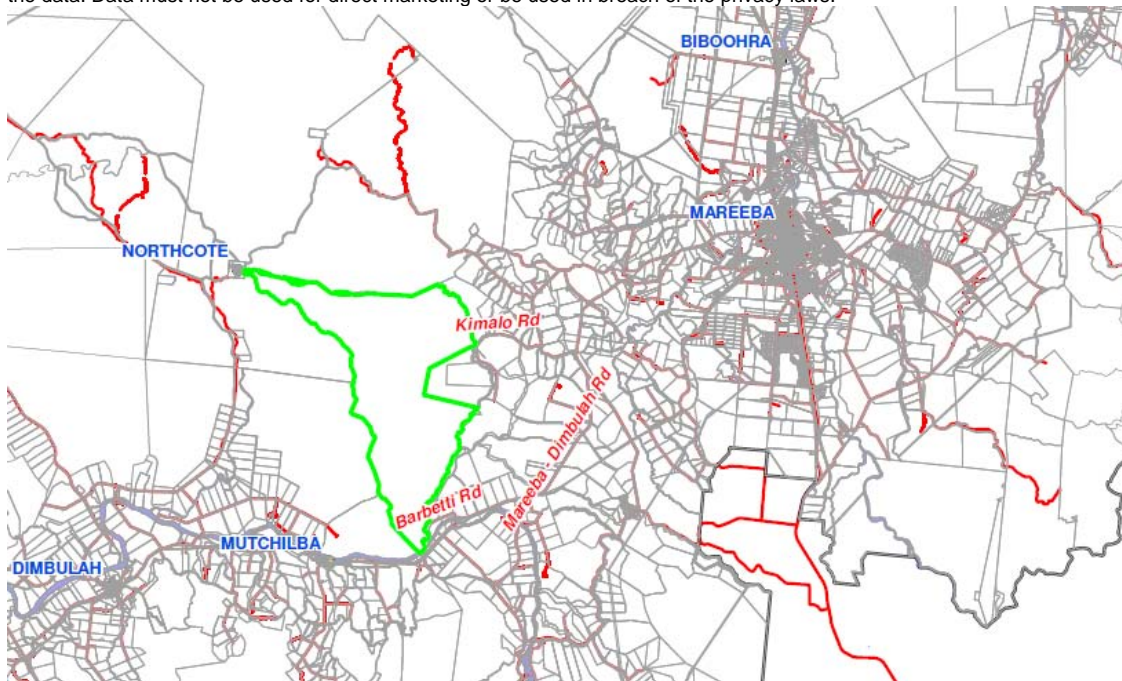 the data. Data must not be used for direct marketing or be used in breach of the privacy laws.
BIBOOHRA
MAREEBA
NORTHCOTE
Kimalo Rd
Mareeba - Dimbulah Rd
Barbetti Rd
MUTCHILBA
DIMBULAH